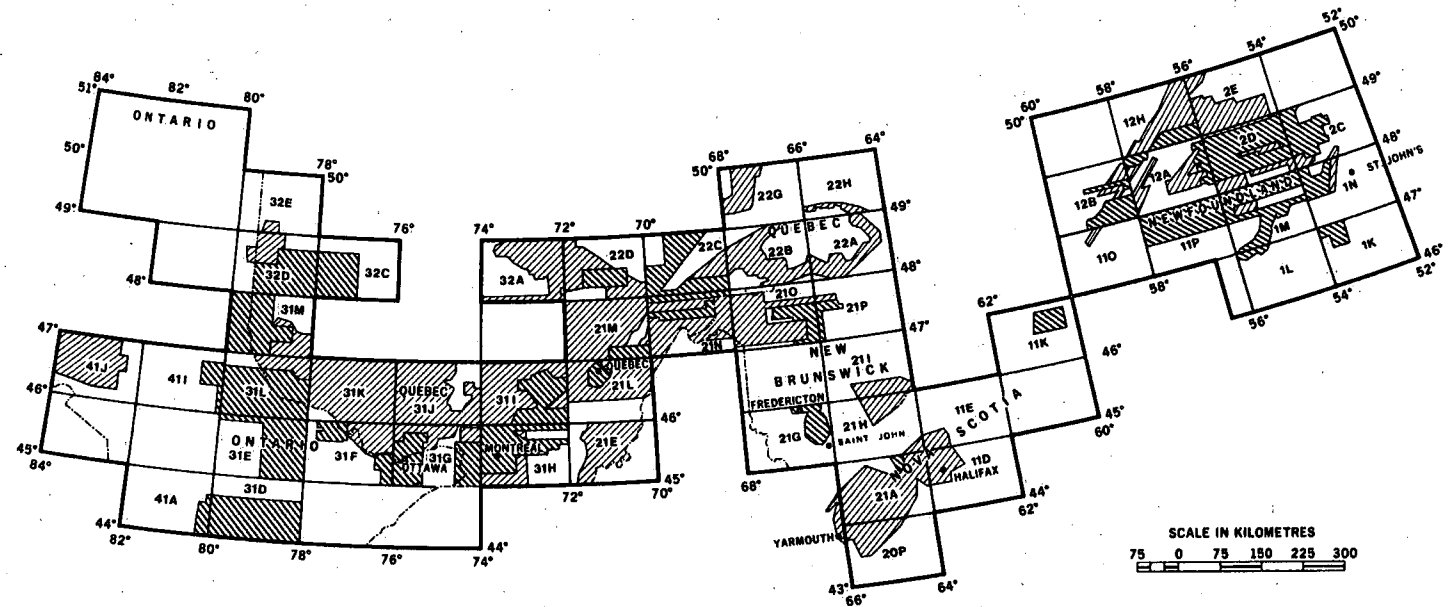 84°
82°
80°
51°
ONTARIO
50°
78°
50°
32E
49°
76°
48°
32D
32C
31M
47°
41J
41I
31L
31K
46°
45°
84°
ONTARIO
31E
31F
OTTAWA
31G
41A
31D
44°
82°
80°
78°
76°
44°
74°
72°
70°
32A
22D
22C
21M
QUEBEC
31J
31I
QUEBEC
21L
21N
46°
MONTREAL
31H
21E
45°
72°
70°
68°
66°
64°
50°
22G
22H
49°
QUEBEC
22B
22A
48°
21O
21P
47°
NEW
BRUNSWICK
21I
FREDERICTON
21G
21H
SAINT JOHN
68°
62°
11K
46°
11E
NOVA SCOTIA
45°
60°
11D
HALIFAX
21A
44°
62°
YARMOUTH
20P
43°
66°
64°
60°
58°
56°
54°
52°
50°
50°
12H
2E
49°
2D
2C
48°
12A
12B
NEWFOUNDLAND
ST. JOHN'S
1N
47°
11O
11P
1M
1K
1L
46°
52°
58°
56°
54°
SCALE IN KILOMETRES
75 0 75 150 225 300